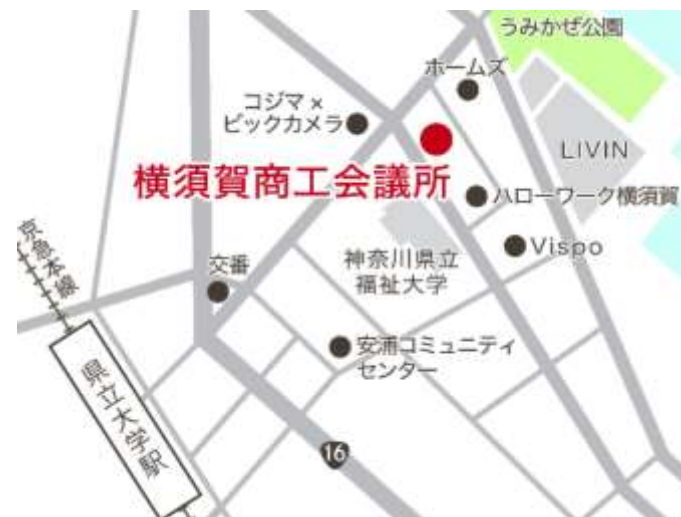 うみかぜ公園
ホームズ
コジマ×
ビックカメラ
LIVIN
横須賀商工会議所
ハローワーク横須賀
京急本線
Vispo
神奈川県立
福祉大学
交番
安浦コミュニティ
センター
県立大学駅
16